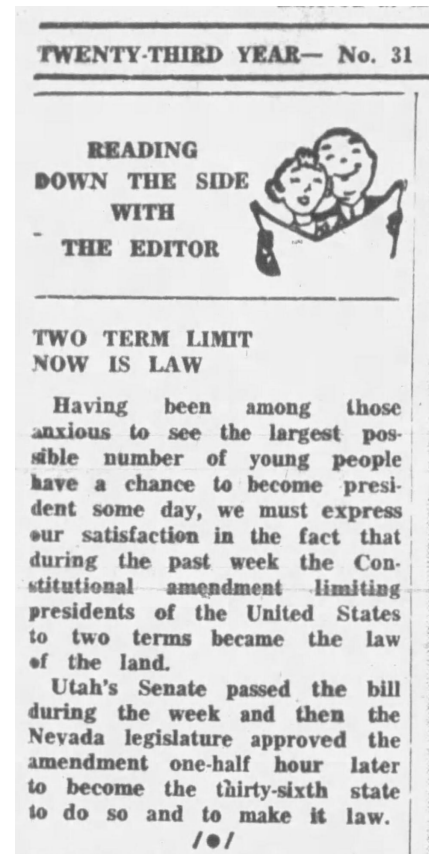 TWENTY-THIRD YEAR— No. 31
READING
DOWN THE SIDE
WITH
THE EDITOR
TWO TERM LIMIT
NOW IS LAW
Having been among those
anxious to see the largest pos-
sible number of young people
have a chance to become presi-
dent some day, we must express
our satisfaction in the fact that
during the past week the Con-
stitutional amendment limiting
presidents of the United States
to two terms became the law
of the land.
Utah's Senate passed the bill
during the week and then the
Nevada legislature approved the
amendment one-half hour later
to become the thirty-sixth state
to do so and to make it law.
/●/